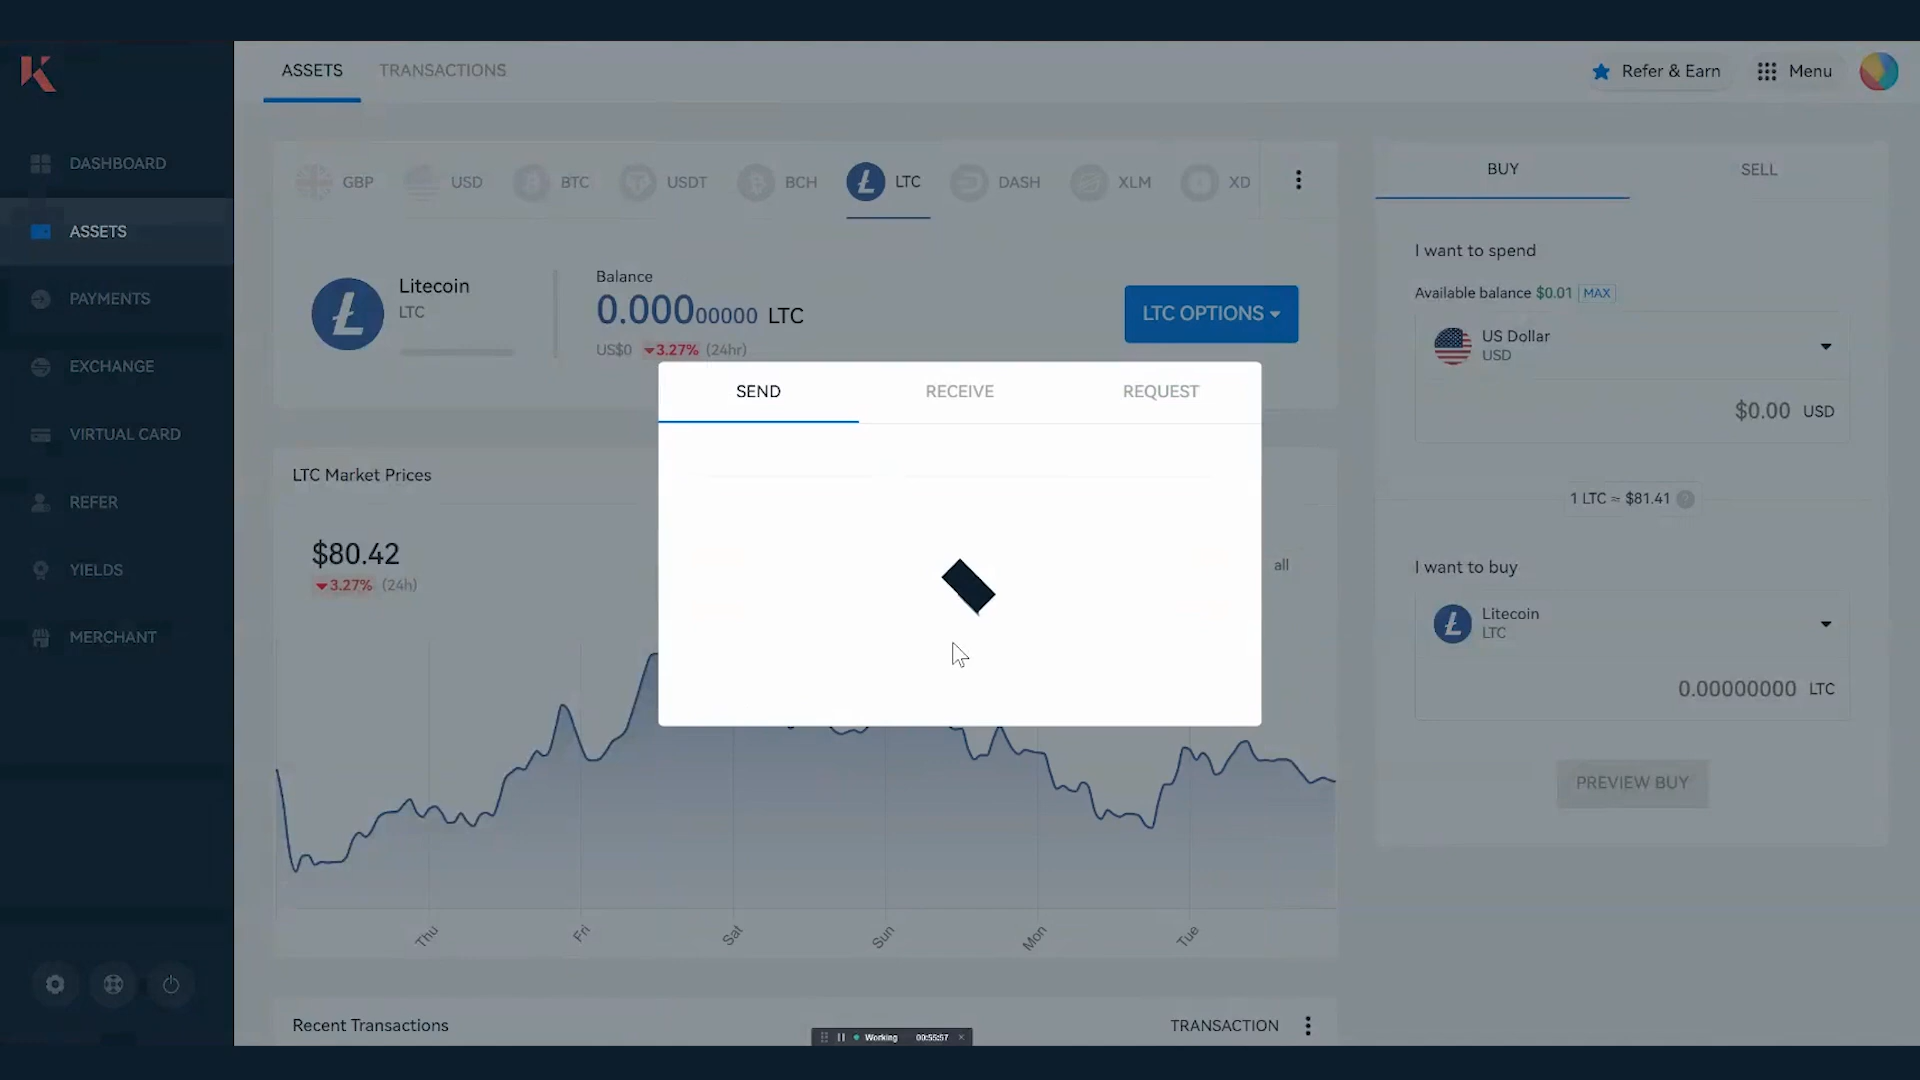 ASSETS
TRANSACTIONS
Refer & Earn
Menu
DASHBOARD
ASSETS
PAYMENTS
EXCHANGE
VIRTUAL CARD
REFER
YIELDS
MERCHANT
GBP
USD
BTC
USDT
BCH
LTC
DASH
XLM
XD
Litecoin
LTC
Balance
0.00000000 LTC
US$0 3.27% (24hr)
LTC OPTIONS
SEND
RECEIVE
REQUEST
LTC Market Prices
$80.42
3.27% (24h)
all
Thu
Fri
Sat
Sun
Mon
Tue
Recent Transactions
TRANSACTION
BUY
SELL
I want to spend
Available balance $0.01 MAX
US Dollar
USD
$0.00 USD
1 LTC ≈ $81.41 ?
I want to buy
Litecoin
LTC
0.00000000 LTC
PREVIEW BUY
Working 00:55:57